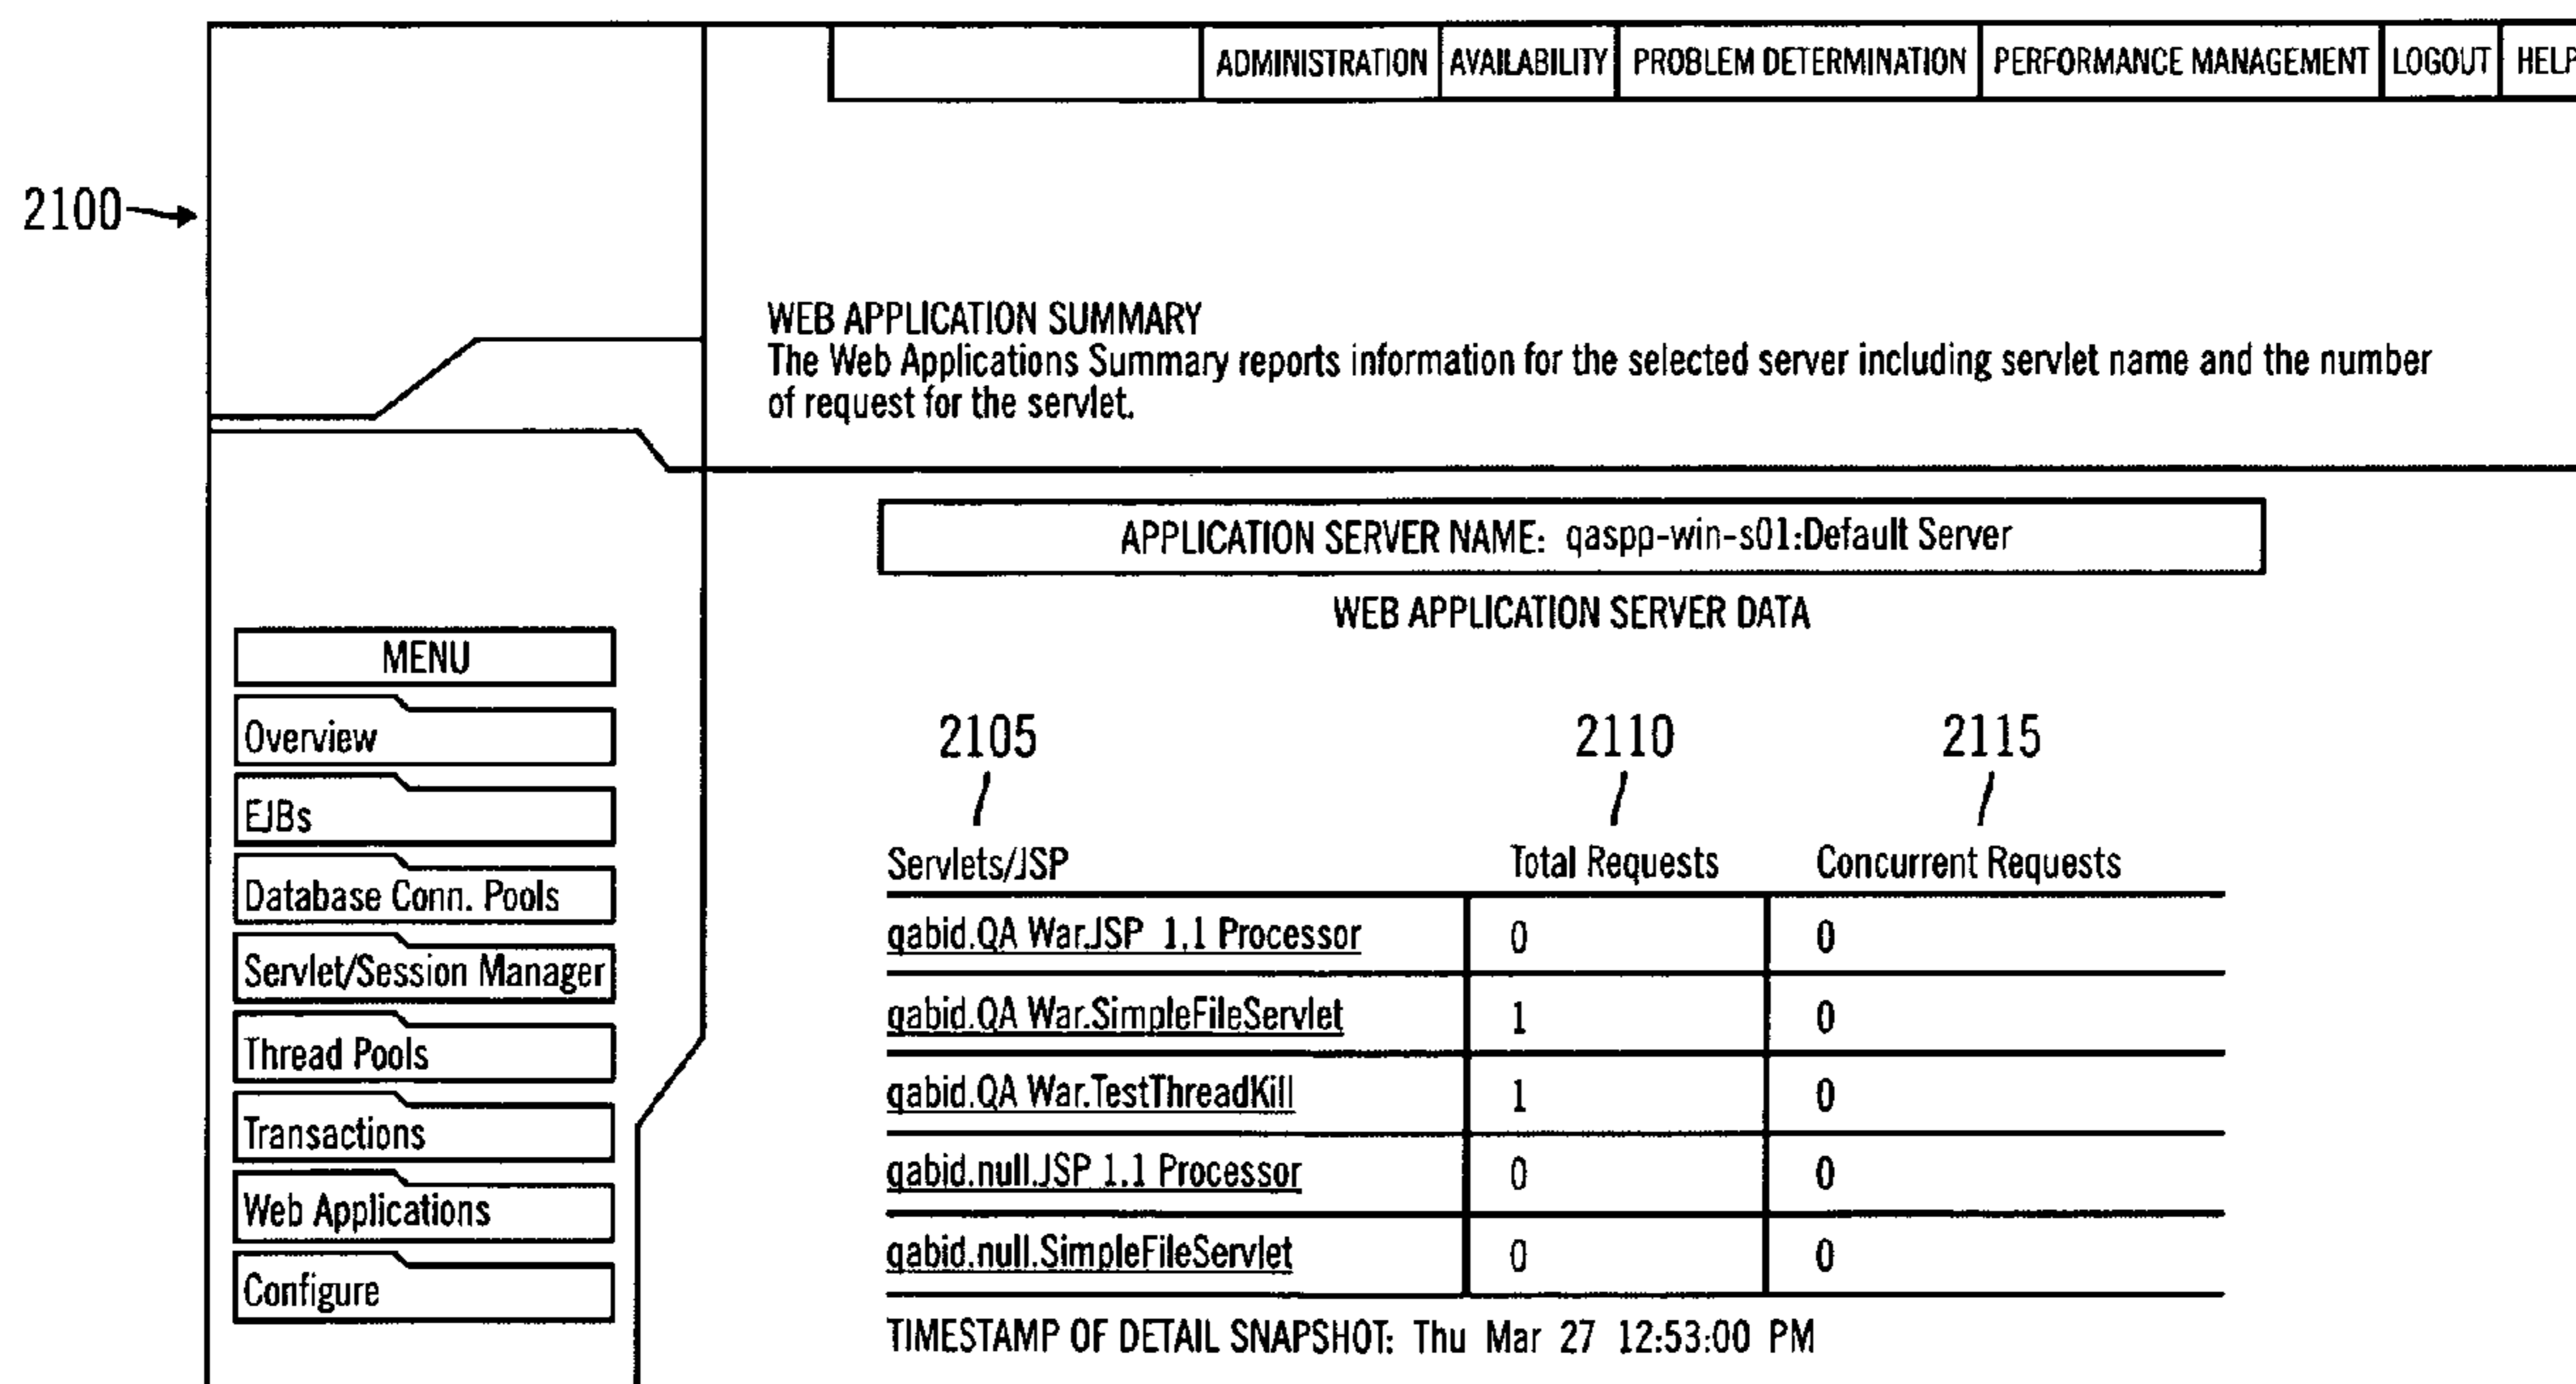 ADMINISTRATION AVAILABILITY PROBLEM DETERMINATION PERFORMANCE MANAGEMENT LOGOUT HELP
2100
WEB APPLICATION SUMMARY
The Web Applications Summary reports information for the selected server including servlet name and the number
of request for the servlet.
APPLICATION SERVER NAME: qaspp-win-s01:Default Server
WEB APPLICATION SERVER DATA
MENU
Overview
EJBs
Database Conn. Pools
Servlet/Session Manager
Thread Pools
Transactions
Web Applications
Configure
2105 2110 2115
Servlets/JSP Total Requests Concurrent Requests
qabid.QA War.JSP 1.1 Processor 0 0
qabid.QA War.SimpleFileServlet 1 0
qabid.QA War.TestThreadKill 1 0
qabid.null.JSP 1.1 Processor 0 0
qabid.null.SimpleFileServlet 0 0
TIMESTAMP OF DETAIL SNAPSHOT: Thu Mar 27 12:53:00 PM